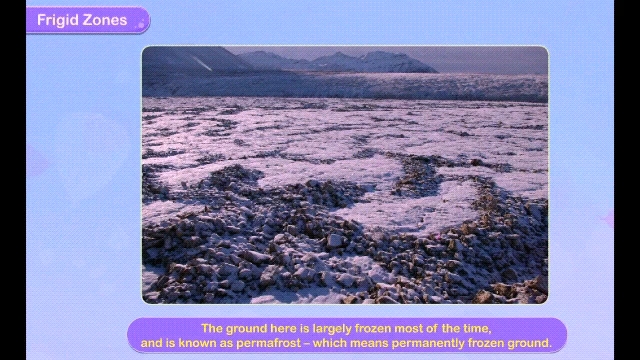 Frigid Zones
The ground here is largely frozen most of the time,
and is known as permafrost – which means permanently frozen ground.